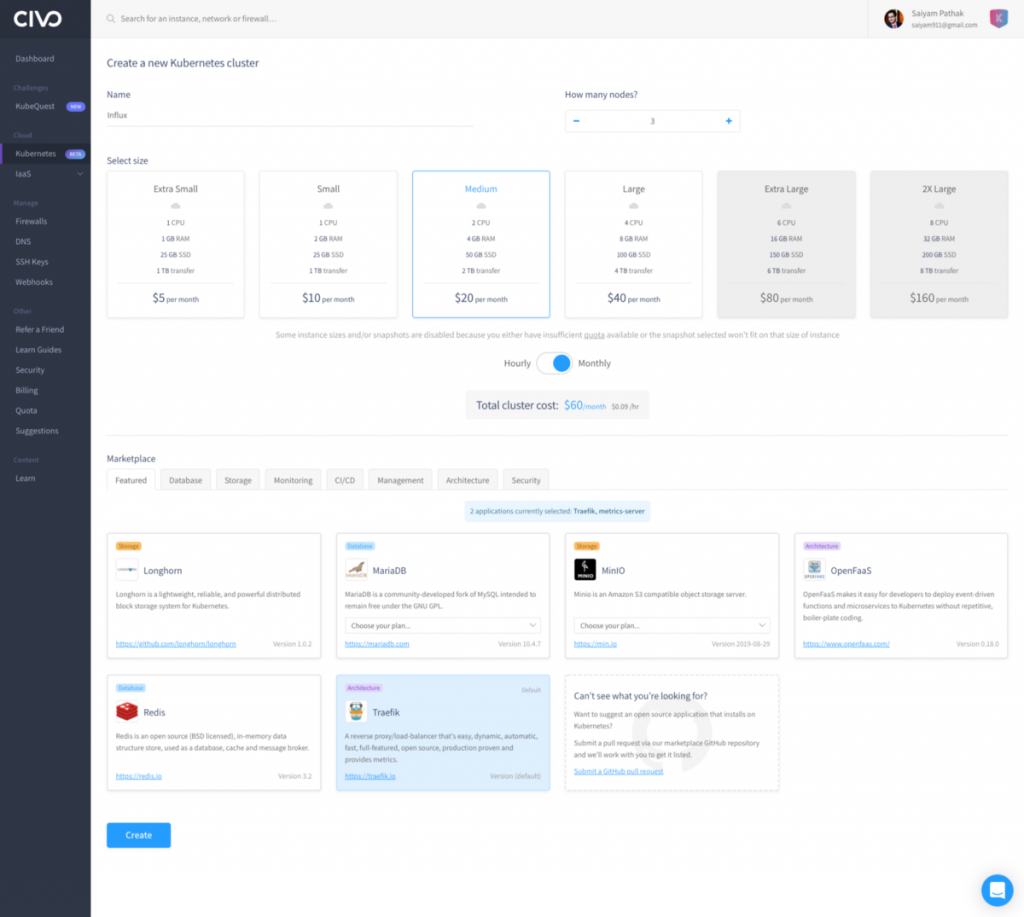 CIVO
Search for an instance, network or firewall...
Saiyam Pathak
saiyam911@gmail.com
Dashboard
Challenges
KubeQuest NEW
Cloud
Kubernetes BETA
IaaS
Manage
Firewalls
DNS
SSH Keys
Webhooks
Other
Refer a Friend
Learn Guides
Security
Billing
Quota
Suggestions
Content
Learn
Create a new Kubernetes cluster
Name
Influx
How many nodes?
− 3 +
Select size
Extra Small
1 CPU
1 GB RAM
25 GB SSD
1 TB transfer
$5 per month
Small
1 CPU
2 GB RAM
25 GB SSD
1 TB transfer
$10 per month
Medium
2 CPU
4 GB RAM
50 GB SSD
2 TB transfer
$20 per month
Large
4 CPU
8 GB RAM
100 GB SSD
4 TB transfer
$40 per month
Extra Large
6 CPU
16 GB RAM
150 GB SSD
6 TB transfer
$80 per month
2X Large
8 CPU
32 GB RAM
200 GB SSD
8 TB transfer
$160 per month
Some instance sizes and/or snapshots are disabled because you either have insufficient quota available or the snapshot selected won't fit on that size of instance
Hourly Monthly
Total cluster cost: $60/month $0.09 /hr
Marketplace
Featured Database Storage Monitoring CI/CD Management Architecture Security
2 applications currently selected: Traefik, metrics-server
Storage
Longhorn
Longhorn is a lightweight, reliable, and powerful distributed
block storage system for Kubernetes.
https://github.com/longhorn/longhorn Version 1.0.2
Database
MariaDB
MariaDB is a community-developed fork of MySQL intended to
remain free under the GNU GPL.
Choose your plan...
https://mariadb.com Version 10.4.7
Storage
MINIO
MinIO
Minio is an Amazon S3 compatible object storage server.
Choose your plan...
https://min.io Version 2019-08-29
Architecture
OPENFAAS
OpenFaaS
OpenFaaS makes it easy for developers to deploy event-driven
functions and microservices to Kubernetes without repetitive,
boiler-plate coding.
https://www.openfaas.com/ Version 0.18.0
Database
Redis
Redis is an open source (BSD licensed), in-memory data
structure store, used as a database, cache and message broker.
https://redis.io Version 3.2
Architecture Default
Traefik
A reverse proxy/load-balancer that's easy, dynamic, automatic,
fast, full-featured, open source, production proven and
provides metrics.
https://traefik.io Version (default)
Can't see what you're looking for?
Want to suggest an open source application that installs on
Kubernetes?
Submit a pull request via our marketplace GitHub repository
and we'll work with you to get it listed.
Submit a GitHub pull request
Create